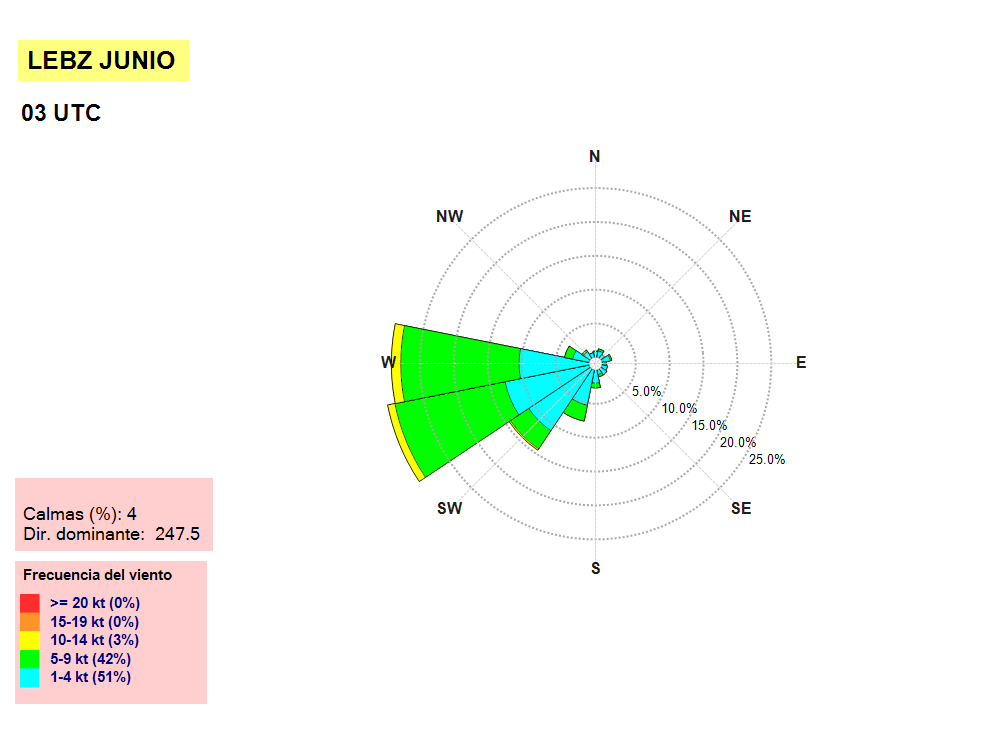 LEBZ JUNIO
03 UTC
N
NW
NE
W
E
5.0%
10.0%
15.0%
20.0%
25.0%
SW
SE
S
Calmas (%): 4
Dir. dominante: 247.5
Frecuencia del viento
>= 20 kt (0%)
15-19 kt (0%)
10-14 kt (3%)
5-9 kt (42%)
1-4 kt (51%)